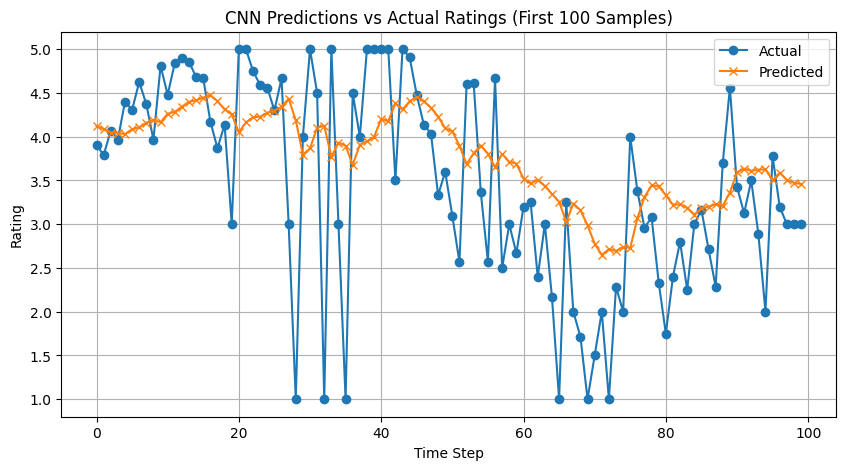 CNN Predictions vs Actual Ratings (First 100 Samples)
Actual
Predicted
Rating
5.0
4.5
4.0
3.5
3.0
2.5
2.0
1.5
1.0
0 20 40 60 80 100
Time Step